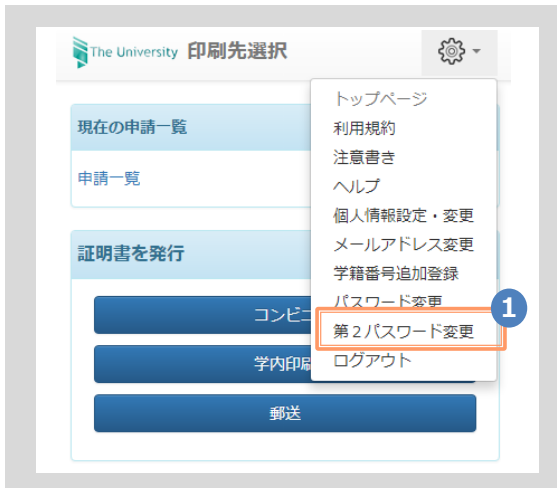 The University 印刷先選択
トップページ
利用規約
注意書き
ヘルプ
個人情報設定・変更
メールアドレス変更
学籍番号追加登録
パスワード変更
1
第2パスワード変更
ログアウト
現在の申請一覧
申請一覧
証明書を発行
コンビニ
学内印刷
郵送